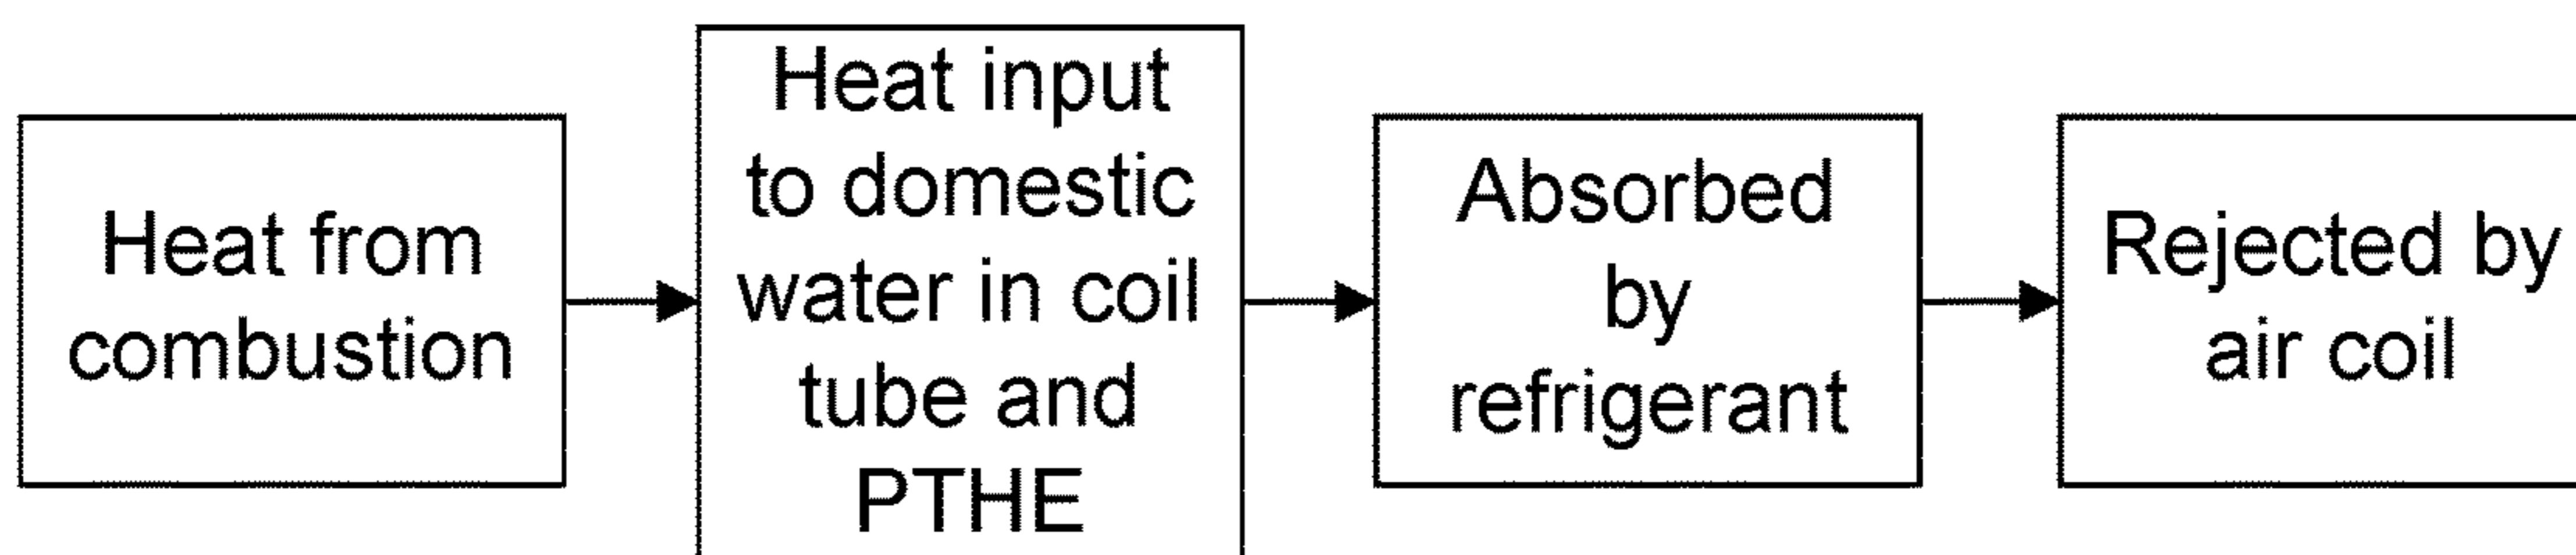 Heat from
combustion
Heat input
to domestic
water in coil
tube and
PTHE
Absorbed
by
refrigerant
Rejected by
air coil